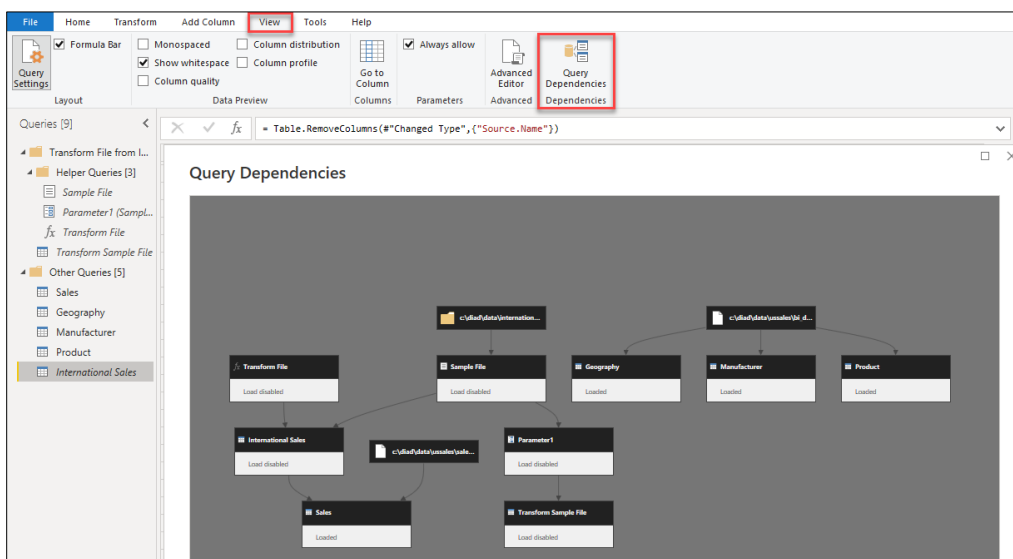 File Home Transform Add Column View Tools Help
Formula Bar Monospaced Column distribution Always allow
Show whitespace Column profile
Query Settings Column quality Go to Column Advanced Editor Query Dependencies
Layout Data Preview Columns Parameters Advanced Dependencies
Queries [9]
fx = Table.RemoveColumns(#"Changed Type",{"Source.Name"})
Transform File from I...
Helper Queries [3]
Sample File
Parameter1 (Sampl...
fx Transform File
Transform Sample File
Other Queries [5]
Sales
Geography
Manufacturer
Product
International Sales
Query Dependencies
c:\diad\data\internation...
c:\diad\data\ussales\bi_d...
fx Transform File
Load disabled
Sample File
Load disabled
Geography
Loaded
Manufacturer
Loaded
Product
Loaded
International Sales
Load disabled
c:\diad\data\ussales\sale...
Parameter1
Load disabled
Sales
Loaded
Transform Sample File
Load disabled